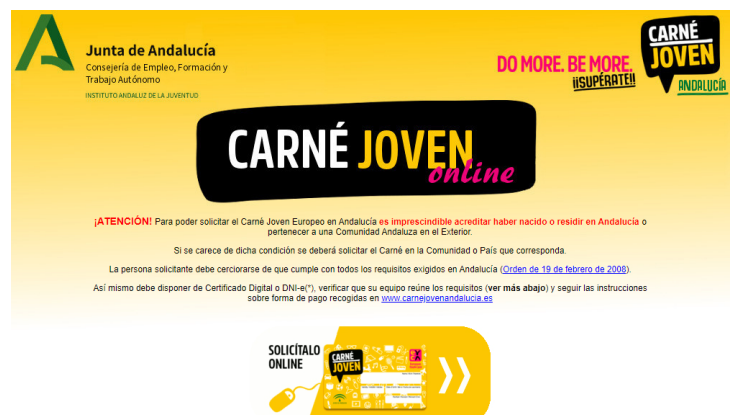 Junta de Andalucía
Consejería de Empleo, Formación y
Trabajo Autónomo
INSTITUTO ANDALUZ DE LA JUVENTUD
DO MORE. BE MORE.
¡¡SUPÉRATE!!
CARNÉ
JOVEN
ANDALUCÍA
CARNÉ JOVEN
online
¡ATENCIÓN! Para poder solicitar el Carné Joven Europeo en Andalucía es imprescindible acreditar haber nacido o residir en Andalucía o
pertenecer a una Comunidad Andaluza en el Exterior.
Si se carece de dicha condición se deberá solicitar el Carné en la Comunidad o País que corresponda.
La persona solicitante debe cerciorarse de que cumple con todos los requisitos exigidos en Andalucía (Orden de 19 de febrero de 2008).
Así mismo debe disponer de Certificado Digital o DNI-e(*), verificar que su equipo reúne los requisitos (ver más abajo) y seguir las instrucciones
sobre forma de pago recogidas en www.carnejovenandalucia.es
SOLICÍTALO
ONLINE
CARNÉ
JOVEN